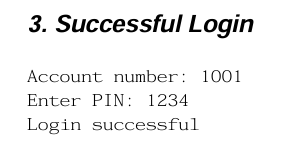 3. Successful Login
Account number: 1001
Enter PIN: 1234
Login successful